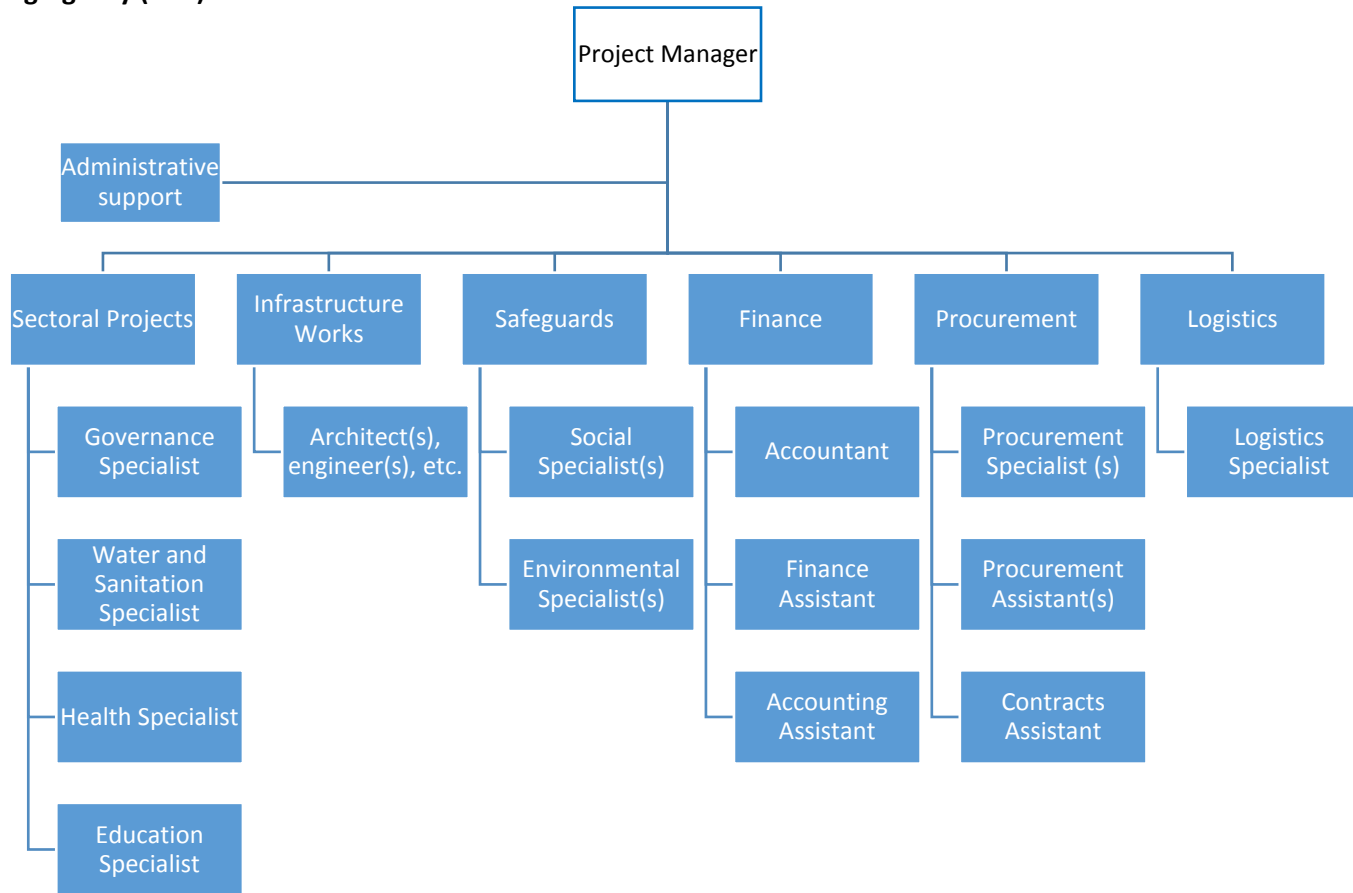 Project Manager
Administrative
support
Sectoral Projects
Infrastructure
Works
Safeguards
Finance
Procurement
Logistics
Governance
Specialist
Architect(s),
engineer(s), etc.
Social
Specialist(s)
Accountant
Procurement
Specialist (s)
Logistics
Specialist
Water and
Sanitation
Specialist
Environmental
Specialist(s)
Finance
Assistant
Procurement
Assistant(s)
Health Specialist
Accounting
Assistant
Contracts
Assistant
Education
Specialist